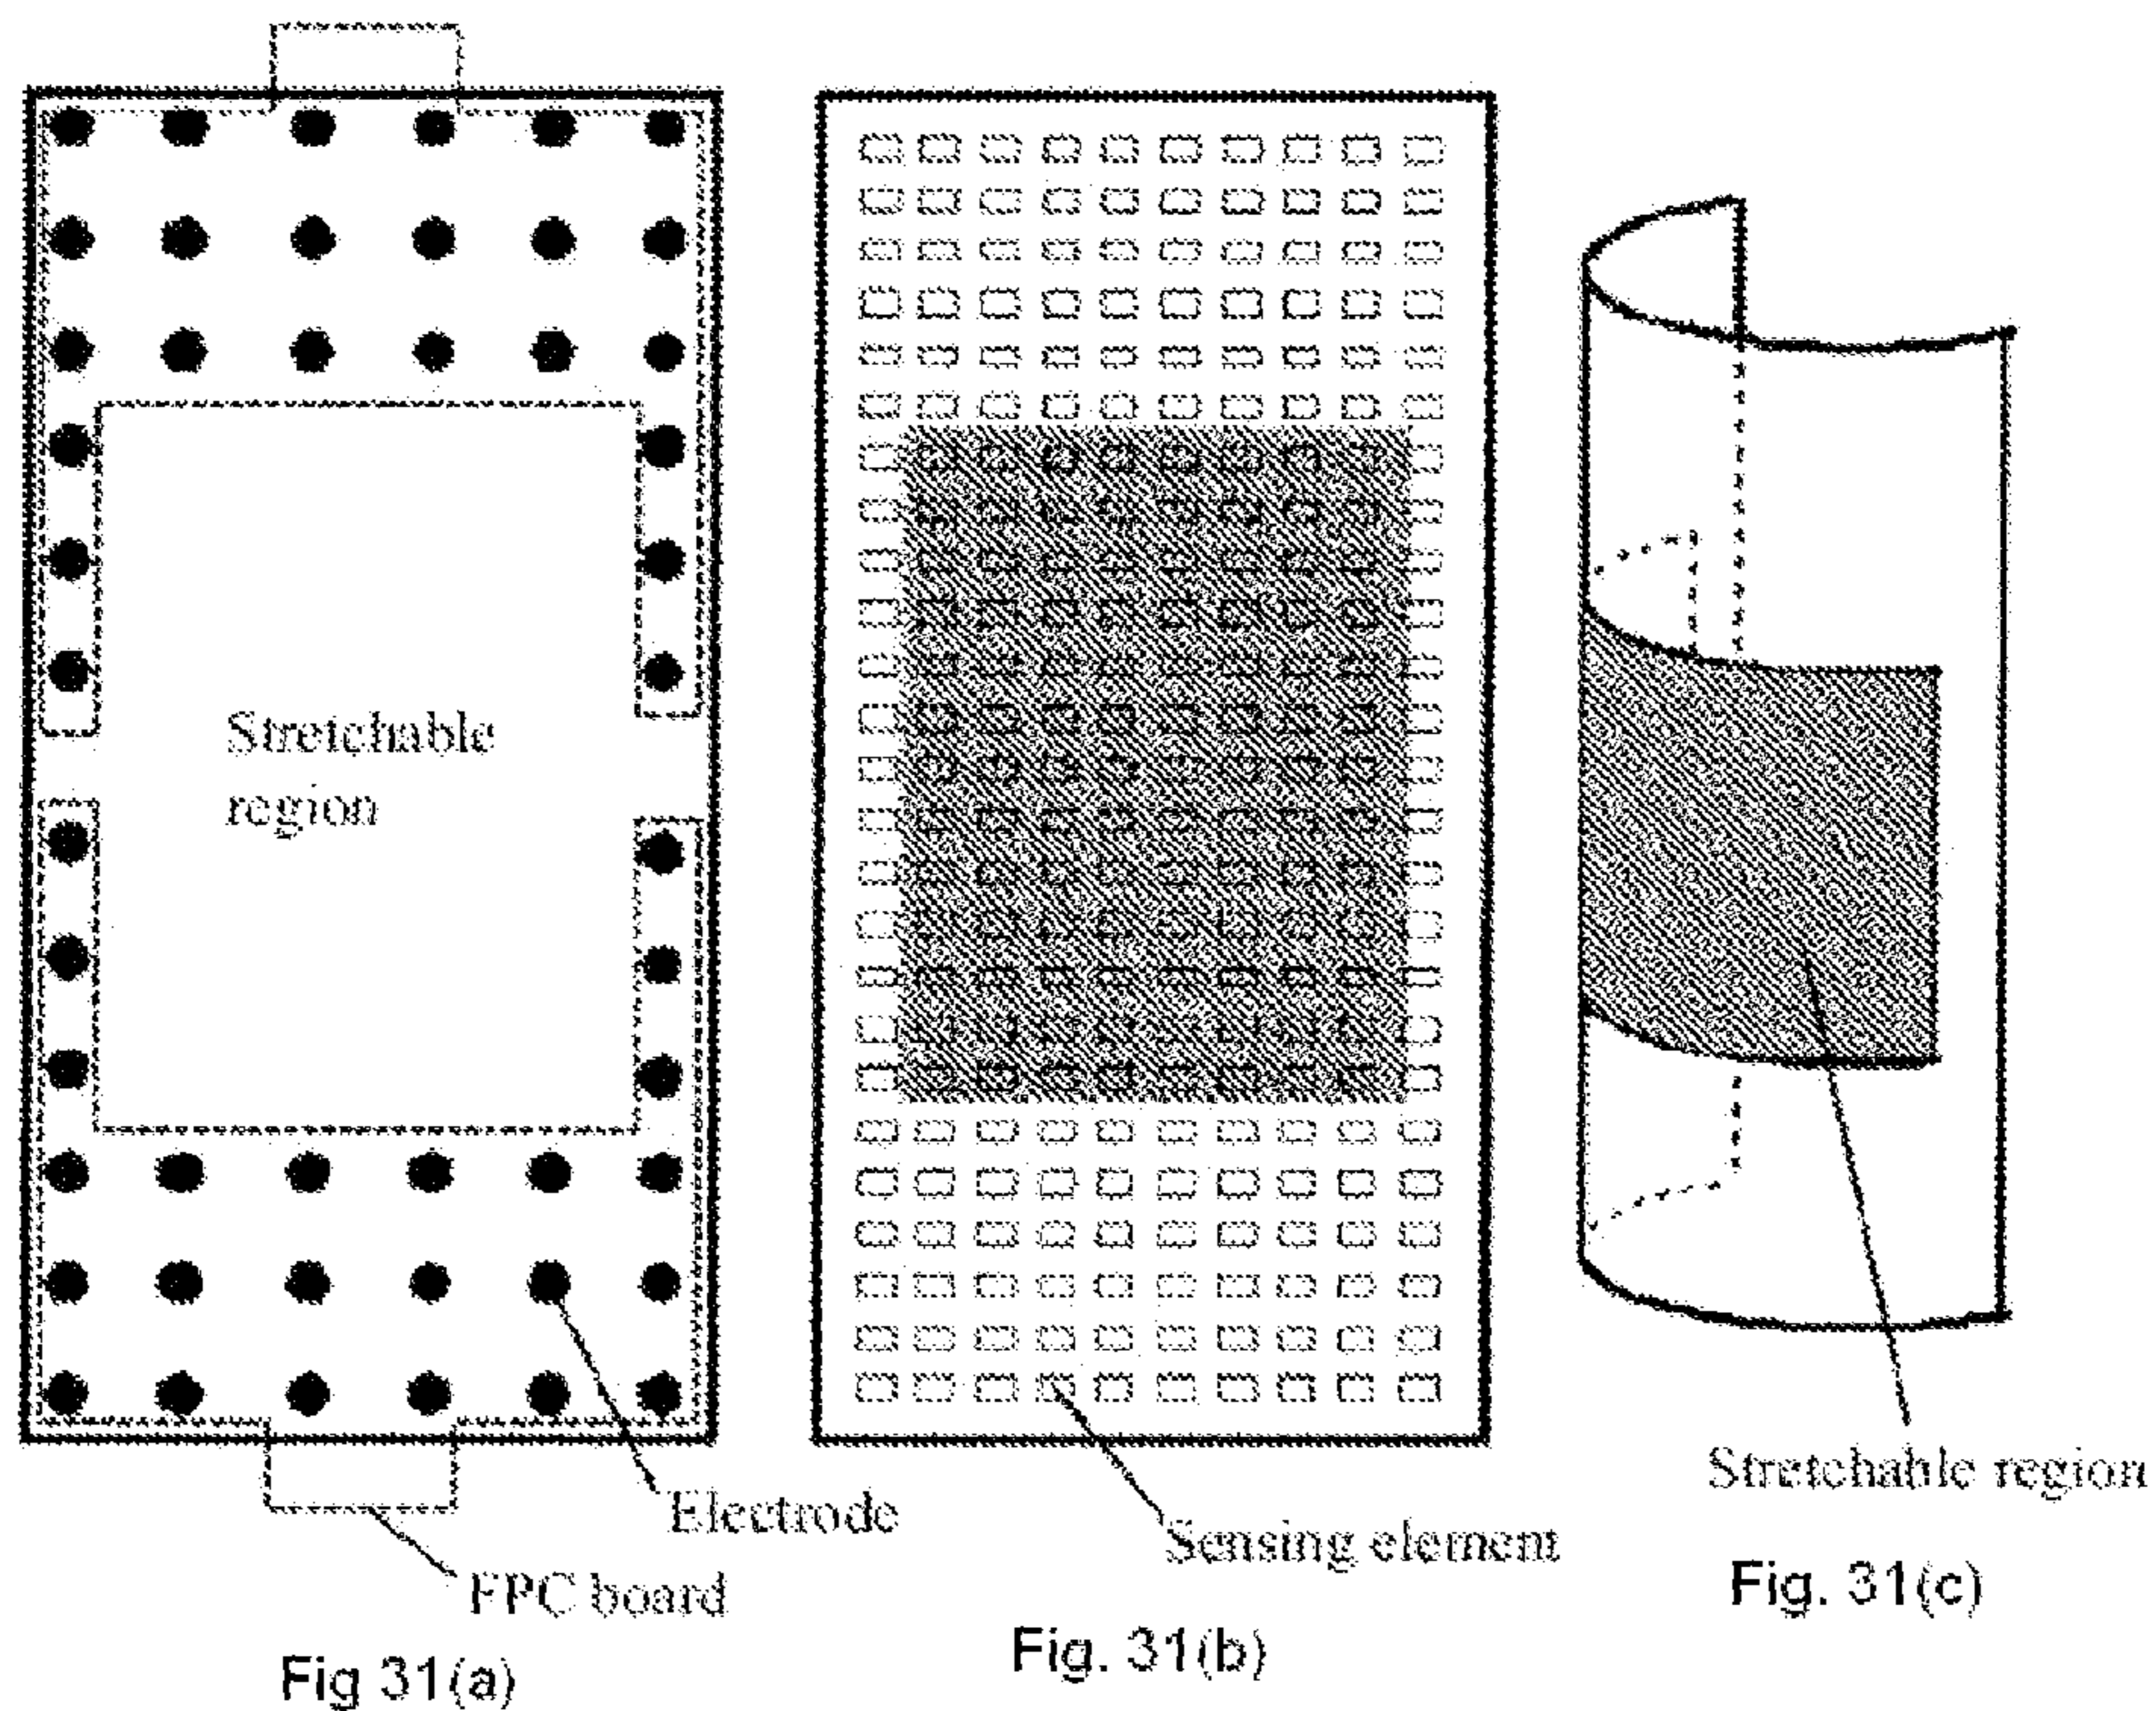 Stretchable
region
Electrode
FPC board
Fig 31(a)
Sensing element
Fig. 31(b)
Stretchable region
Fig. 31(c)